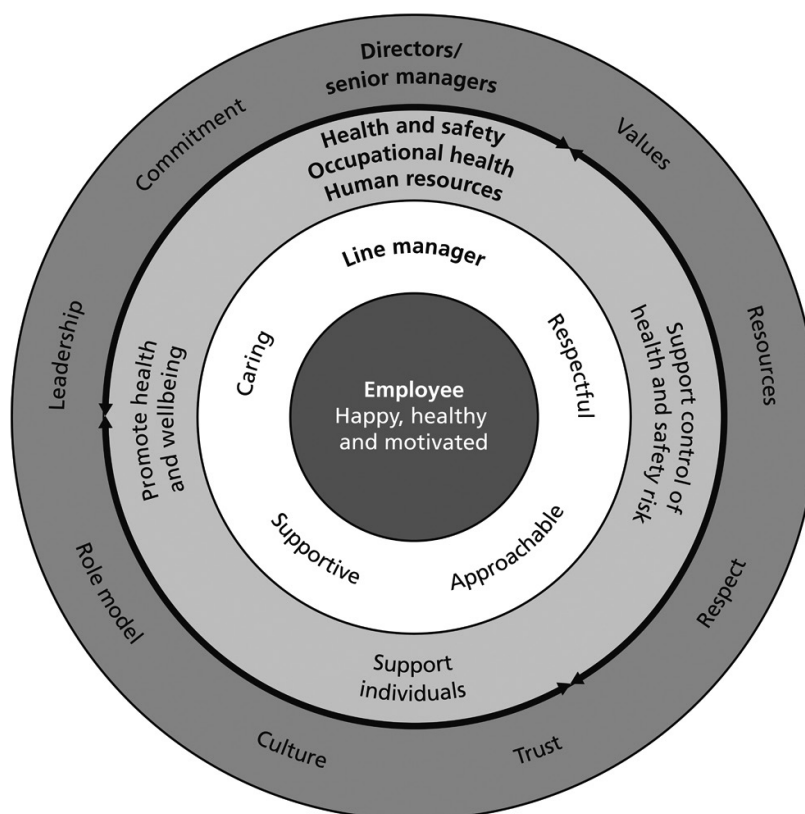 Directors/
senior managers
Commitment
Values
Health and safety
Occupational health
Human resources
Line manager
Leadership
Resources
Promote health
and wellbeing
Caring
Respectful
Support control of
health and safety risk
Employee
Happy, healthy
and motivated
Supportive
Approachable
Role model
Respect
Support
individuals
Culture
Trust